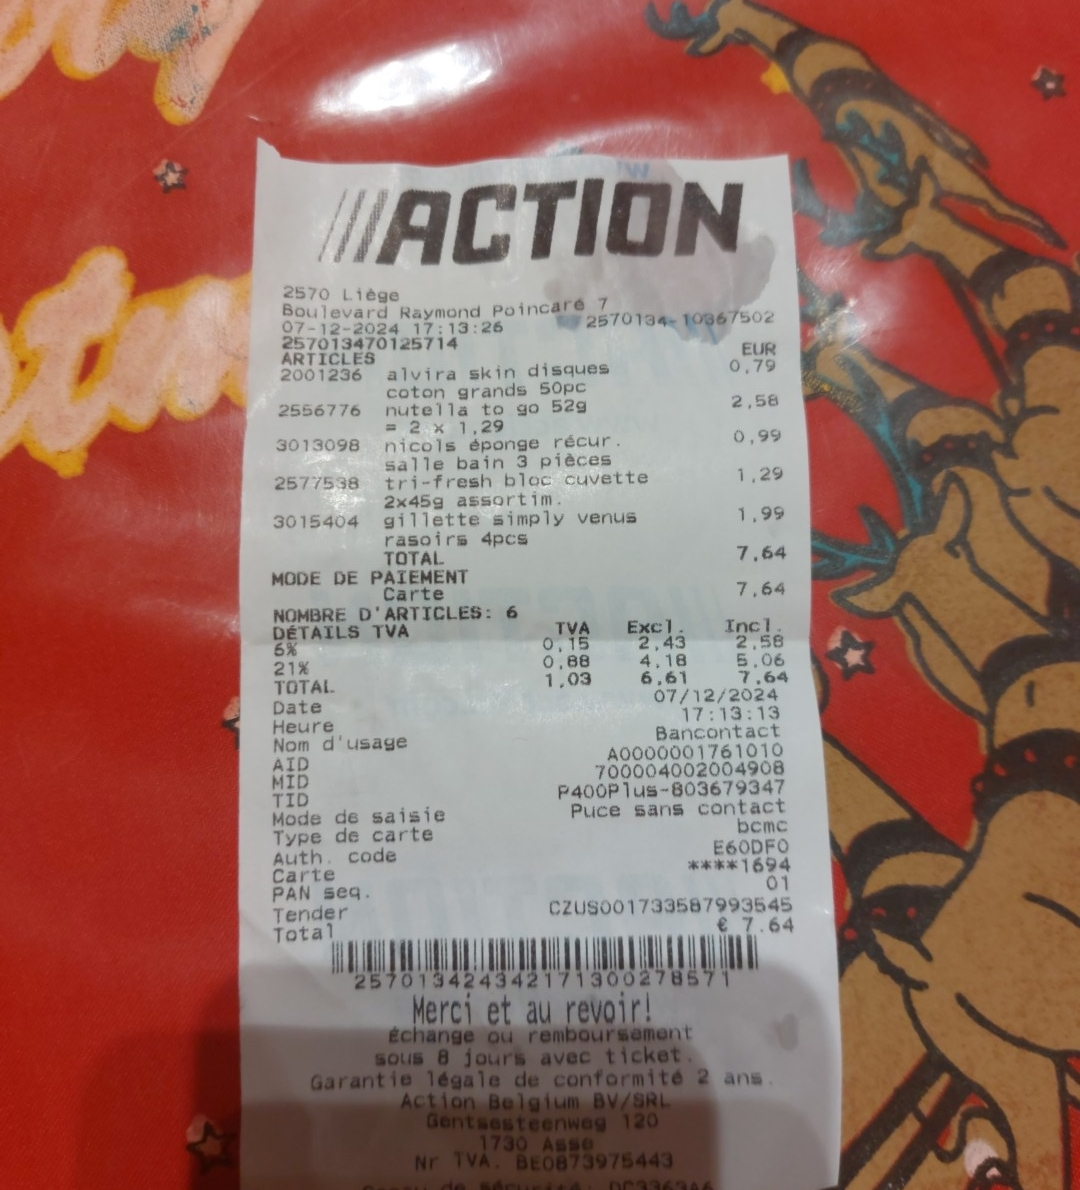 ///ACTION
2570 Liège
Boulevard Raymond Poincaré 7
07-12-2024 17:13:26 2570134-10367502
257013470125714
ARTICLES EUR
2001236 alvira skin disques 0,79
coton grands 50pc
2556776 nutella to go 52g 2,58
= 2 x 1,29
3013098 nicols éponge récur. 0,99
salle bain 3 pièces
2577538 tri-fresh bloc cuvette 1,29
2x45g assortim.
3015404 gillette simply venus 1,99
rasoirs 4pcs
TOTAL 7,64
MODE DE PAIEMENT
Carte 7,64
NOMBRE D'ARTICLES: 6
DÉTAILS TVA TVA Excl. Incl.
6% 0,15 2,43 2,58
21% 0,88 4,18 5,06
TOTAL 1,03 6,61 7,64
Date 07/12/2024
Heure 17:13:13
Nom d'usage Bancontact
AID A0000001761010
MID 700004002004908
TID P400Plus-803679347
Mode de saisie Puce sans contact
Type de carte bcmc
Auth. code E60DF0
Carte ****1694
PAN seq. 01
Tender CZUS001733587993545
Total € 7.64
257013424342171300278571
Merci et au revoir!
Échange ou remboursement
sous 8 jours avec ticket.
Garantie légale de conformité 2 ans.
Action Belgium BV/SRL
Gentsesteenweg 120
1730 Asse
Nr TVA. BE0873975443